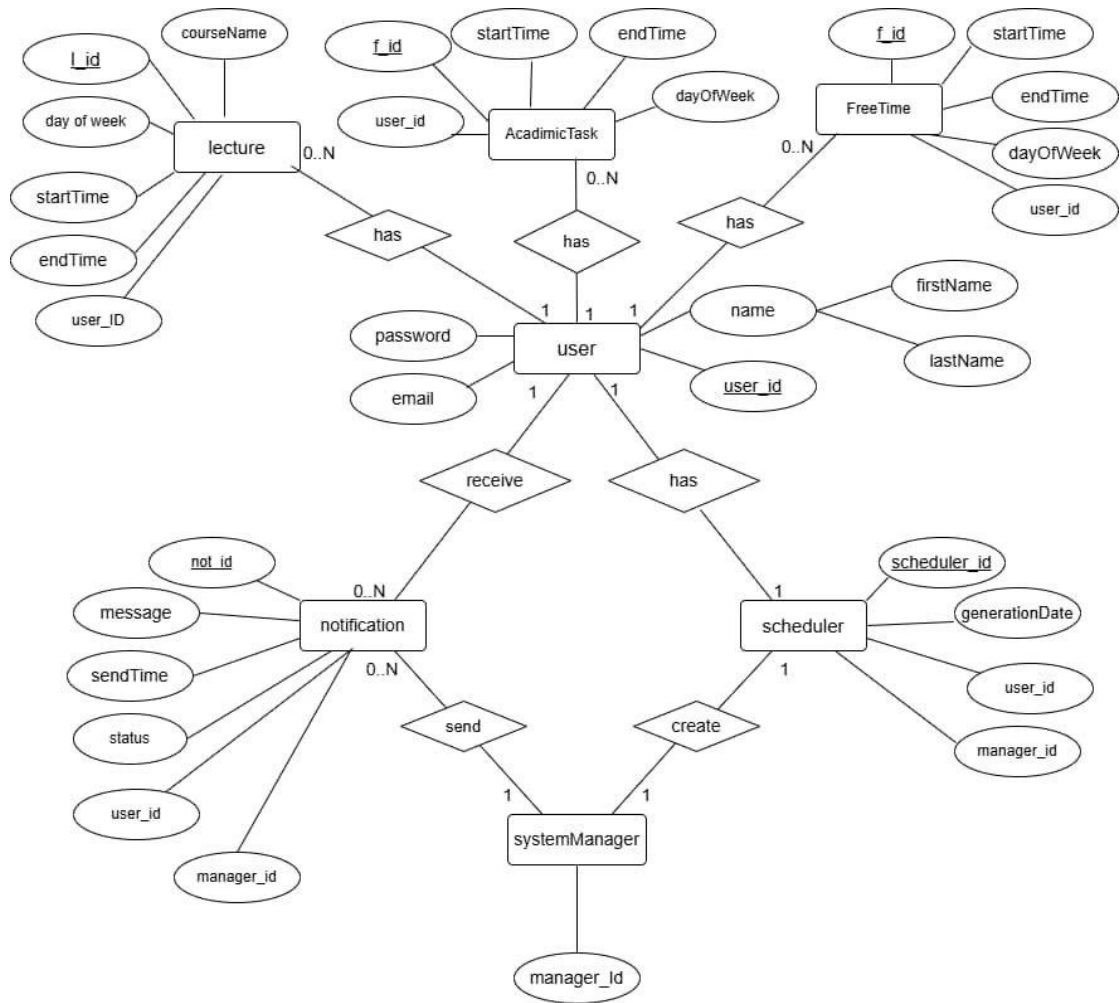 courseName
l_id
day of week
lecture
startTime
endTime
user_ID
0..N
has
f_id
startTime
endTime
user_id
dayOfWeek
AcadimicTask
0..N
has
f_id
startTime
FreeTime
endTime
dayOfWeek
user_id
0..N
has
1
1
1
password
user
email
name
firstName
lastName
user_id
1
1
receive
has
not_id
message
sendTime
status
user_id
manager_id
0..N
notification
0..N
scheduler_id
generationDate
user_id
manager_id
1
scheduler
1
send
create
1
1
systemManager
manager_Id